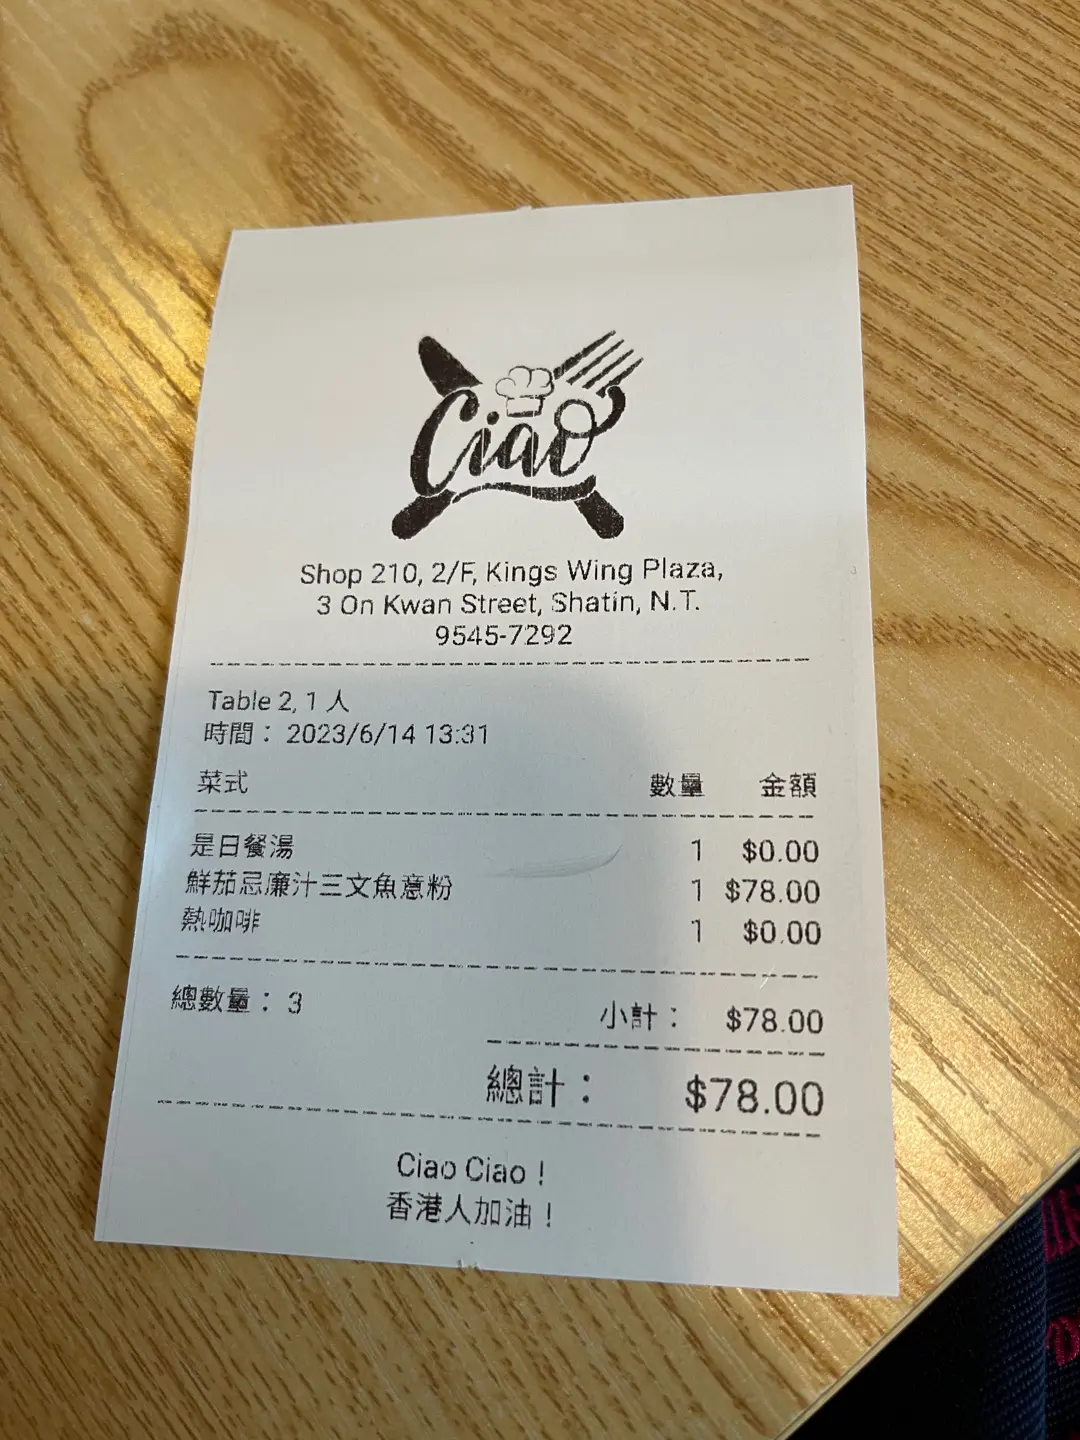 Ciao
Shop 210, 2/F, Kings Wing Plaza,
3 On Kwan Street, Shatin, N.T.
9545-7292
Table 2, 1 人
時間： 2023/6/14 13:31
菜式 數量 金額
是日餐湯 1 $0.00
鮮茄忌廉汁三文魚意粉 1 $78.00
熱咖啡 1 $0.00
總數量： 3
小計： $78.00
總計： $78.00
Ciao Ciao！
香港人加油！